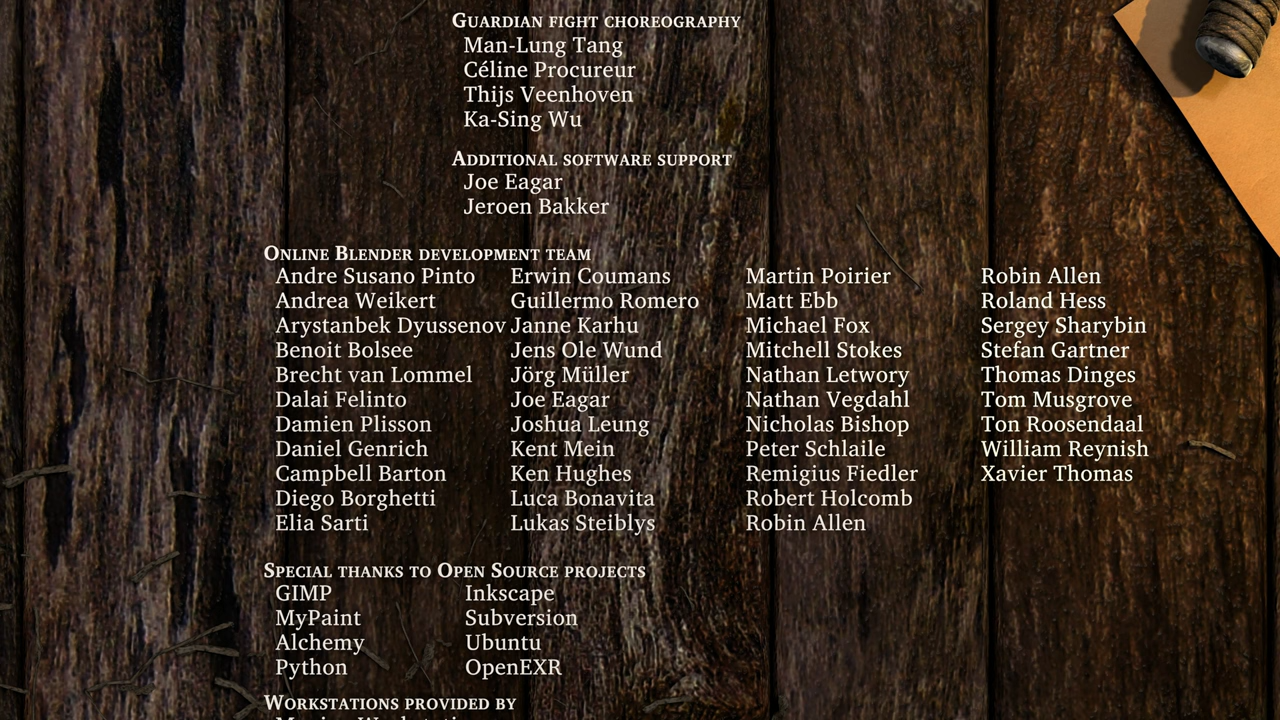 Guardian fight choreography
Man-Lung Tang
Céline Procureur
Thijs Veenhoven
Ka-Sing Wu
Additional software support
Joe Eagar
Jeroen Bakker
Online Blender development team
Andre Susano Pinto
Andrea Weikert
Arystanbek Dyussenov
Benoit Bolsee
Brecht van Lommel
Dalai Felinto
Damien Plisson
Daniel Genrich
Campbell Barton
Diego Borghetti
Elia Sarti
Erwin Coumans
Guillermo Romero
Janne Karhu
Jens Ole Wund
Jörg Müller
Joe Eagar
Joshua Leung
Kent Mein
Ken Hughes
Luca Bonavita
Lukas Steiblys
Martin Poirier
Matt Ebb
Michael Fox
Mitchell Stokes
Nathan Letwory
Nathan Vegdahl
Nicholas Bishop
Peter Schlaile
Remigius Fiedler
Robert Holcomb
Robin Allen
Robin Allen
Roland Hess
Sergey Sharybin
Stefan Gartner
Thomas Dinges
Tom Musgrove
Ton Roosendaal
William Reynish
Xavier Thomas
Special thanks to Open Source projects
GIMP
MyPaint
Alchemy
Python
Inkscape
Subversion
Ubuntu
OpenEXR
Workstations provided by